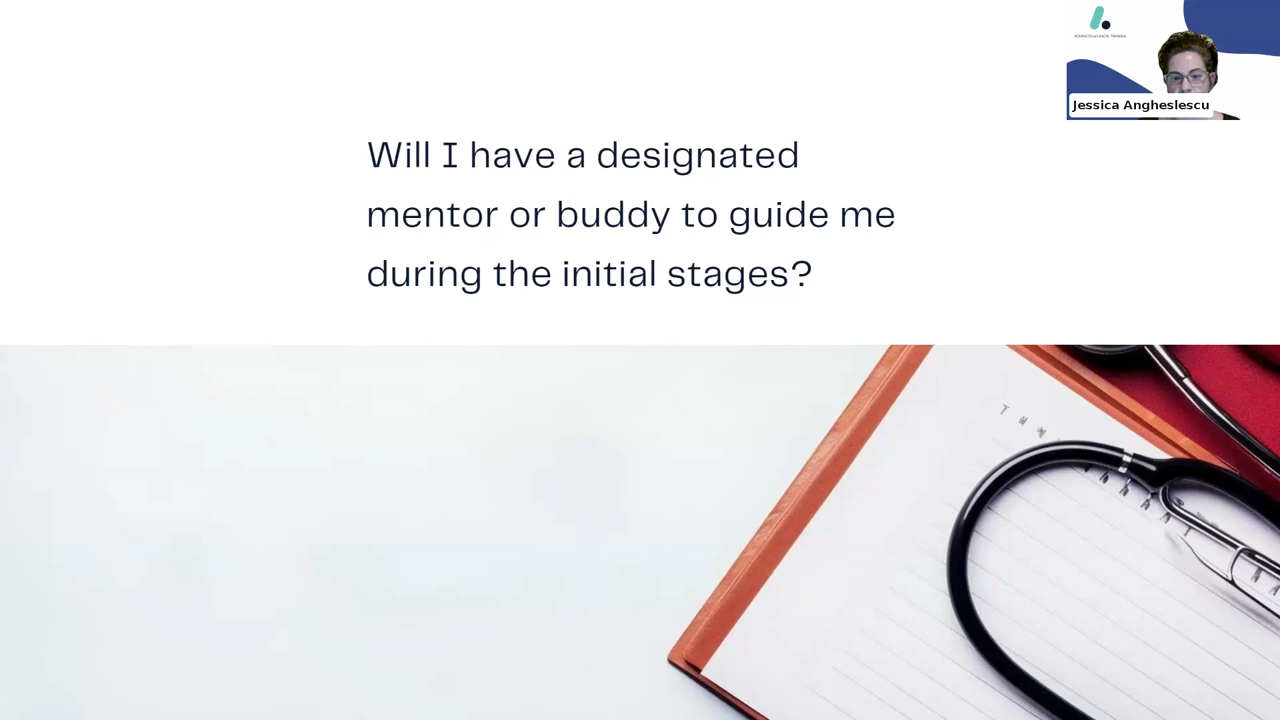 Jessica Angheslescu
Will I have a designated
mentor or buddy to guide me
during the initial stages?